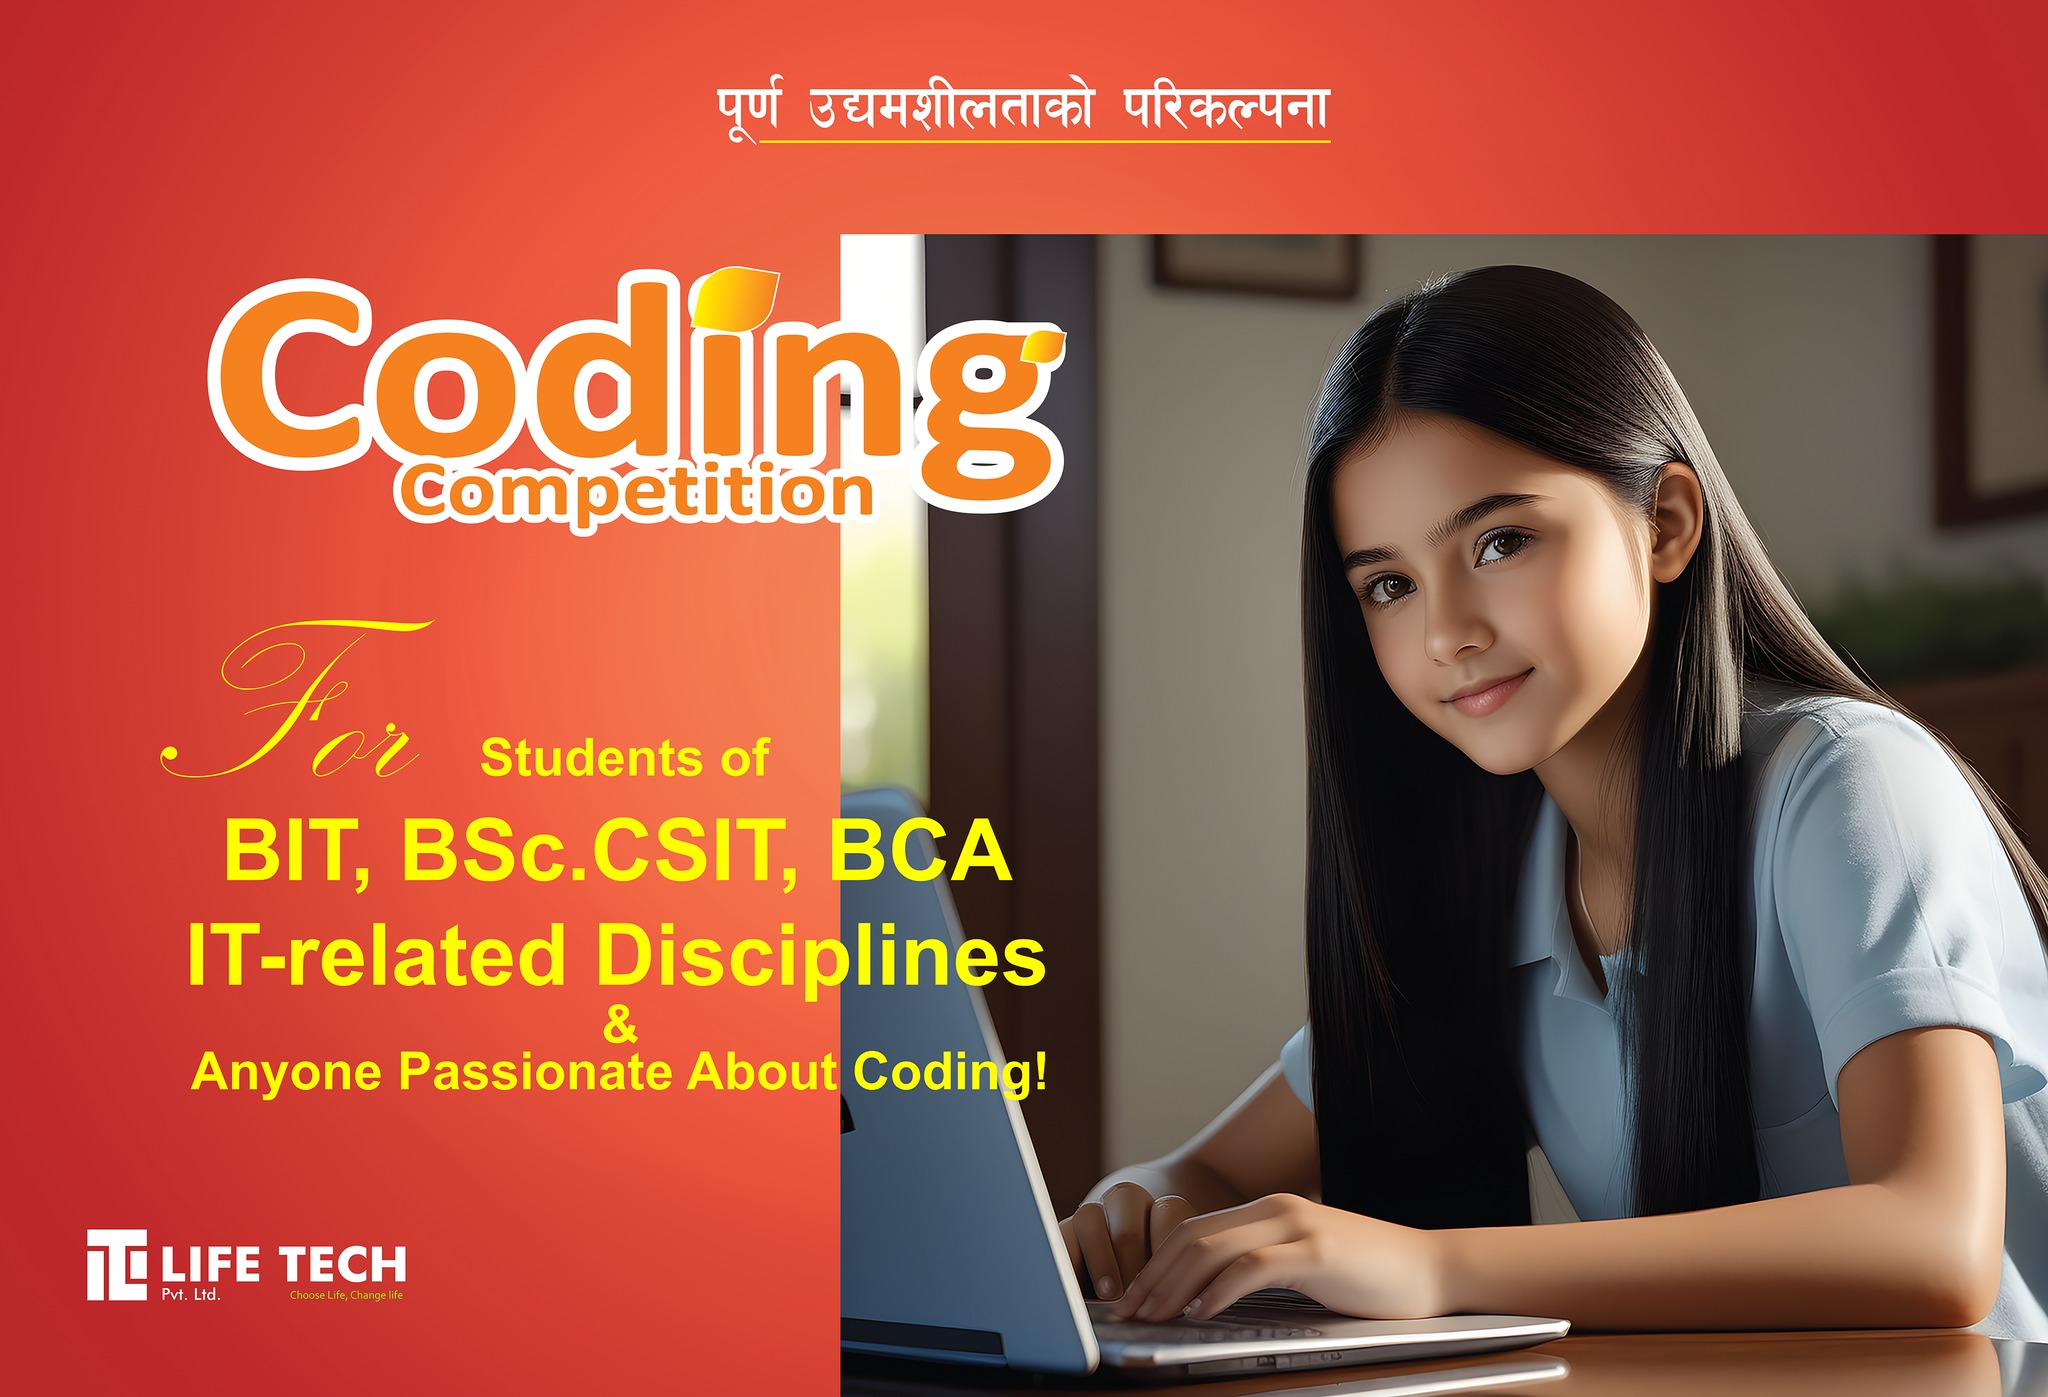 पूर्ण उद्यमशीलताको परिकल्पना
Coding
Competition
For Students of
BIT, BSc.CSIT, BCA
IT-related Disciplines
&
Anyone Passionate About Coding!
LIFE TECH
Pvt. Ltd. Choose Life, Change life